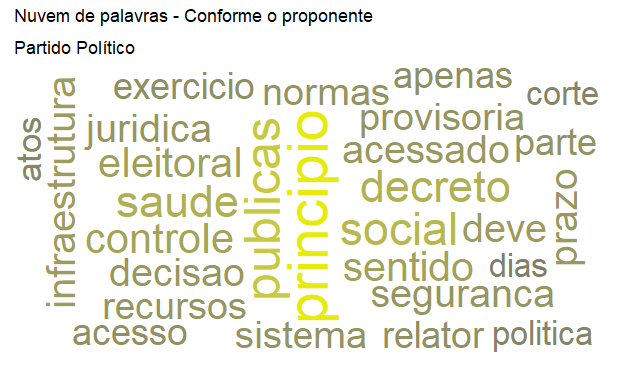 Nuvem de palavras - Conforme o proponente
Partido Político
apenas
exercicio
normas
corte
atos
infraestrutura
juridica
publicas
principio
provisoria
eleitoral
acessado
parte
saude
decreto
prazo
controle
social
deve
decisao
sentido
dias
recursos
seguranca
acesso
sistema
relator
politica